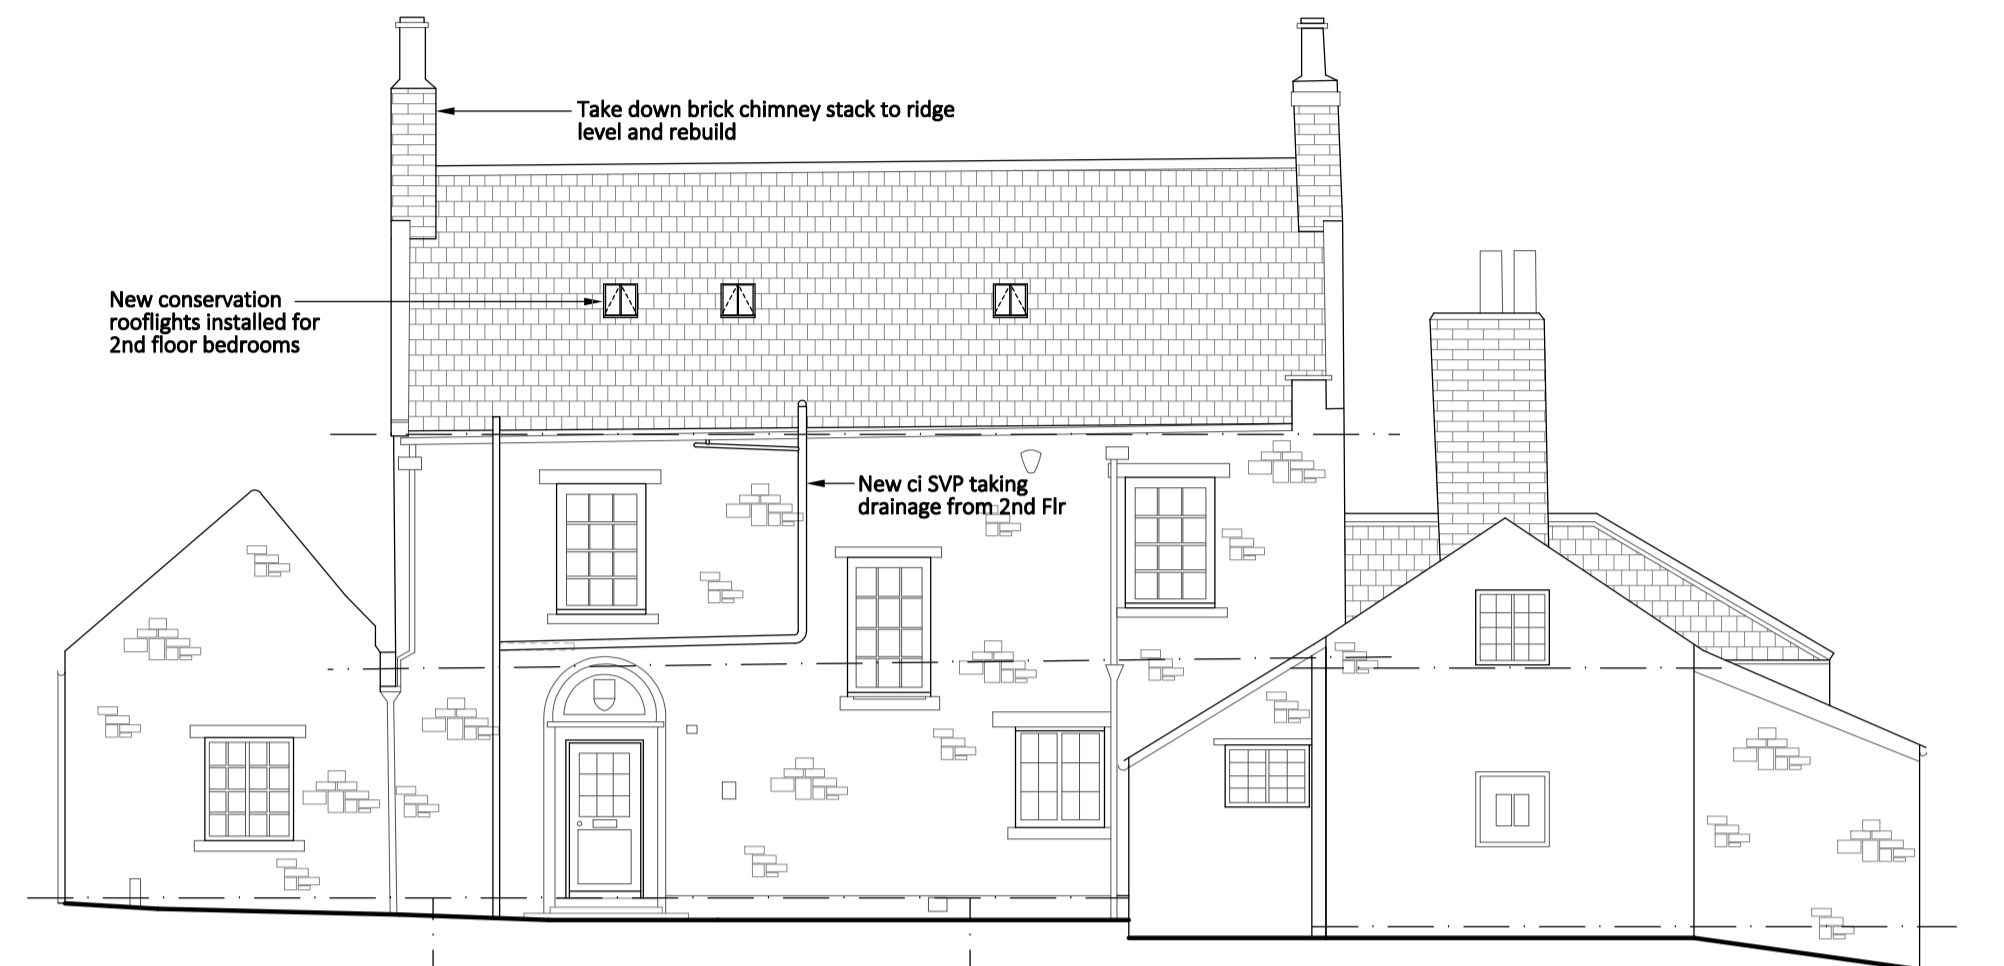 Take down brick chimney stack to ridge
level and rebuild
New conservation
rooflights installed for
2nd floor bedrooms
New ci SVP taking
drainage from 2nd Flr